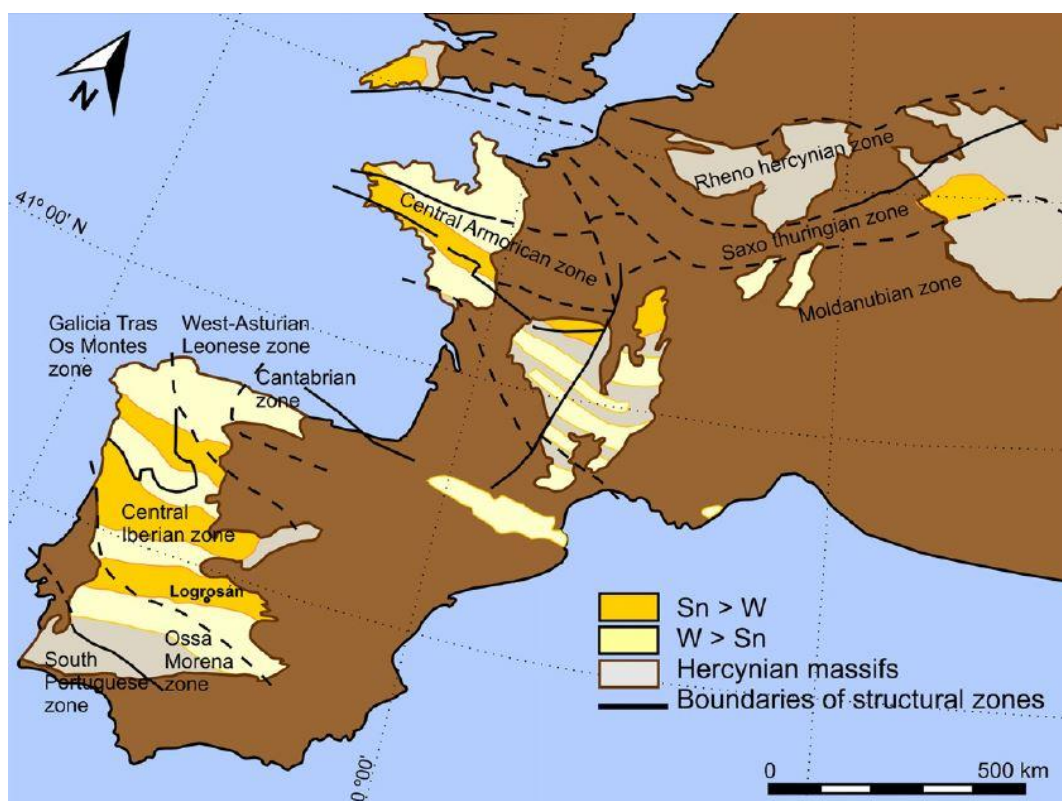 N
41º 00' N
Rheno hercynian zone
Central Armorican zone
Saxo thuringian zone
Moldanubian zone
Galicia Tras
Os Montes
zone
West-Asturian
Leonese zone
Cantabrian
zone
Central
Iberian zone
Logrosán
Ossa
Morena
zone
South
Portuguese
zone
Sn > W
W > Sn
Hercynian massifs
Boundaries of structural zones
0 500 km
0 º00'